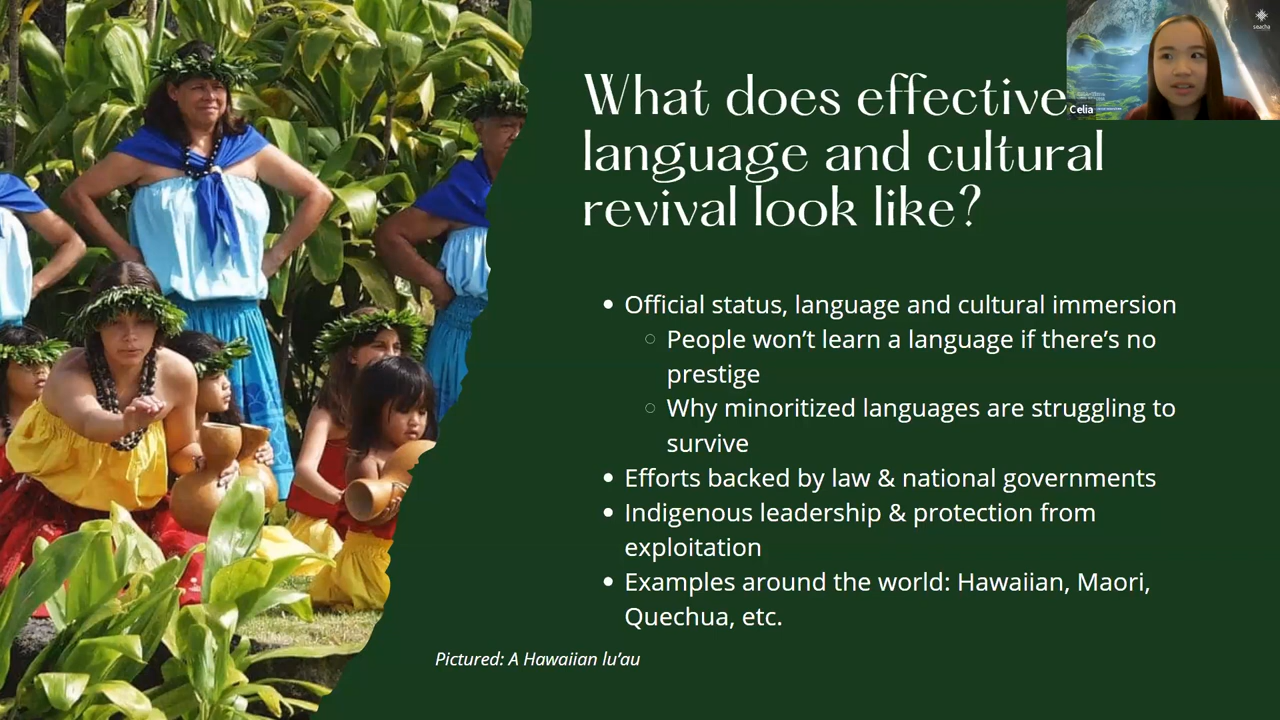 What does effective
language and cultural
revival look like?
Celia
Official status, language and cultural immersion
People won’t learn a language if there’s no
prestige
Why minoritized languages are struggling to
survive
Efforts backed by law & national governments
Indigenous leadership & protection from
exploitation
Examples around the world: Hawaiian, Maori,
Quechua, etc.
Pictured: A Hawaiian lu’au